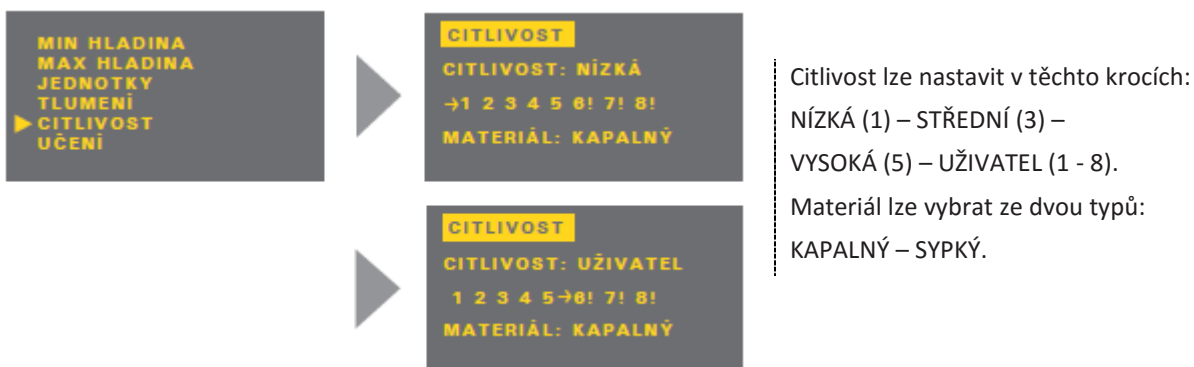 MIN HLADINA
MAX HLADINA
JEDNOTKY
TLUMENÍ
CITLIVOST
UČENÍ
CITLIVOST
CITLIVOST: NÍZKÁ
→1 2 3 4 5 6! 7! 8!
MATERIÁL: KAPALNÝ
CITLIVOST
CITLIVOST: UŽIVATEL
1 2 3 4 5→6! 7! 8!
MATERIÁL: KAPALNÝ
Citlivost lze nastavit v těchto krocích:
NÍZKÁ (1) – STŘEDNÍ (3) –
VYSOKÁ (5) – UŽIVATEL (1 - 8).
Materiál lze vybrat ze dvou typů:
KAPALNÝ – SYPKÝ.